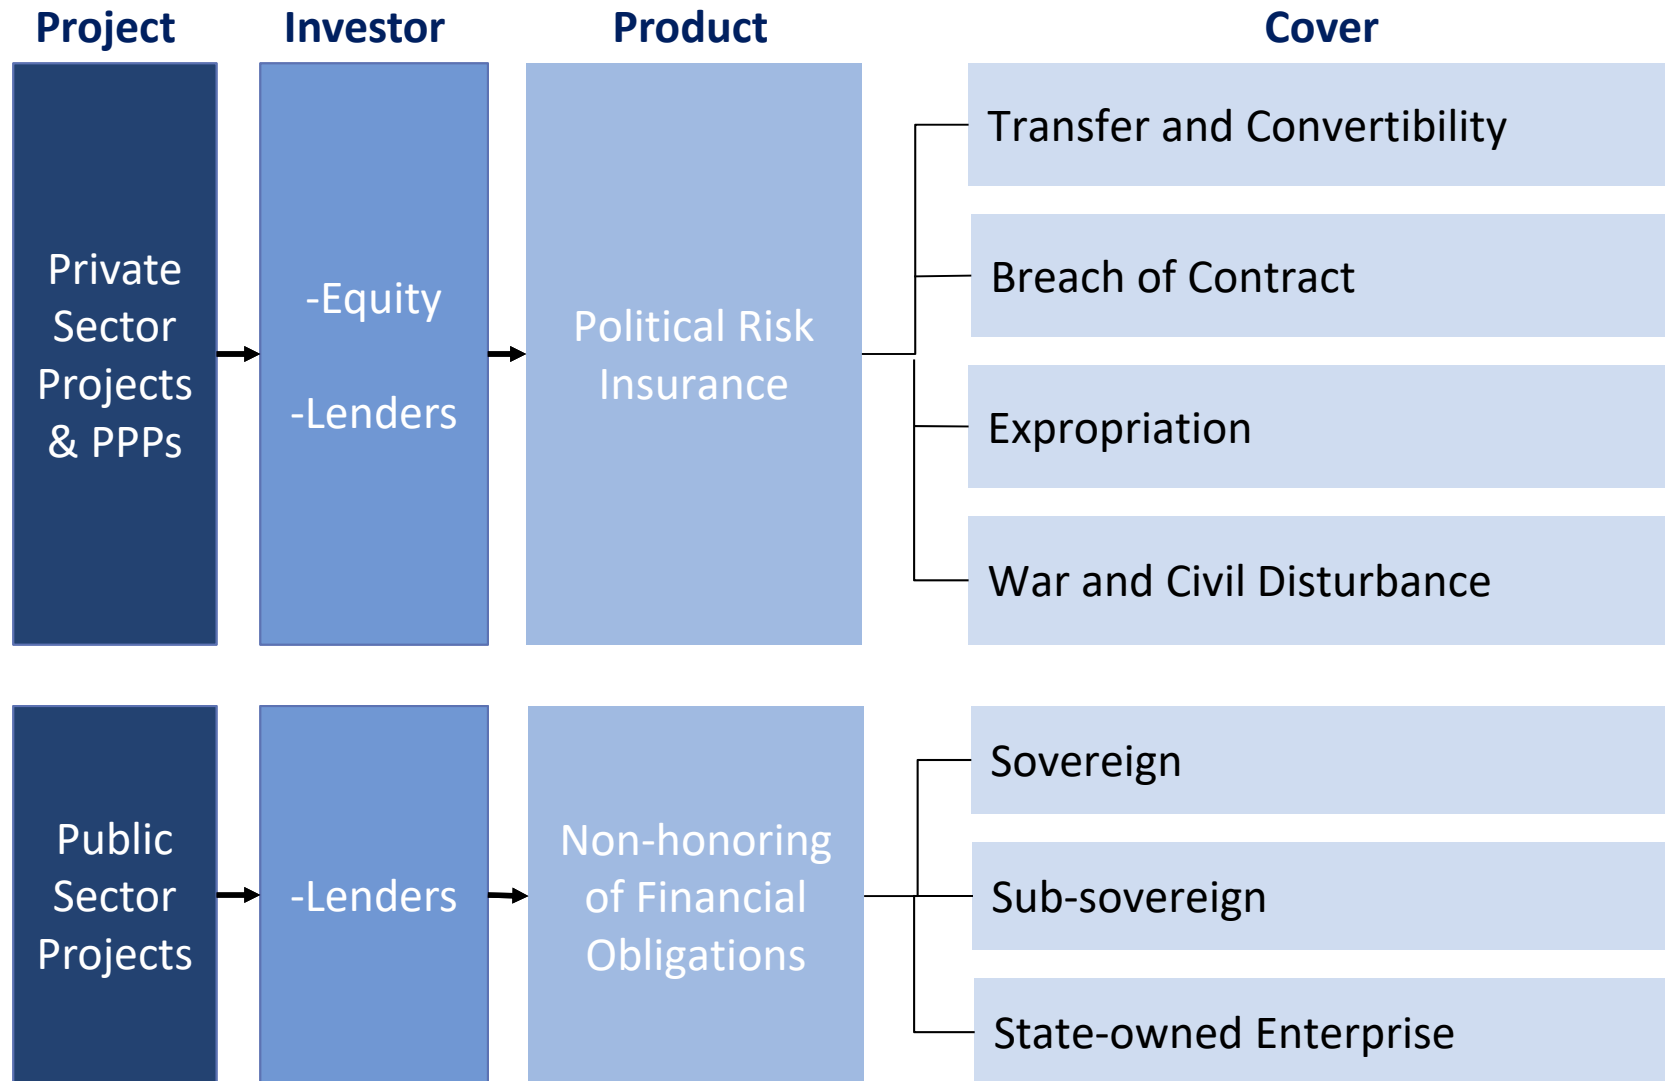 Project
Investor
Product
Cover
Private
Sector
Projects
& PPPs
-Equity
-Lenders
Political Risk
Insurance
Transfer and Convertibility
Breach of Contract
Expropriation
War and Civil Disturbance
Public
Sector
Projects
-Lenders
Non-honoring
of Financial
Obligations
Sovereign
Sub-sovereign
State-owned Enterprise